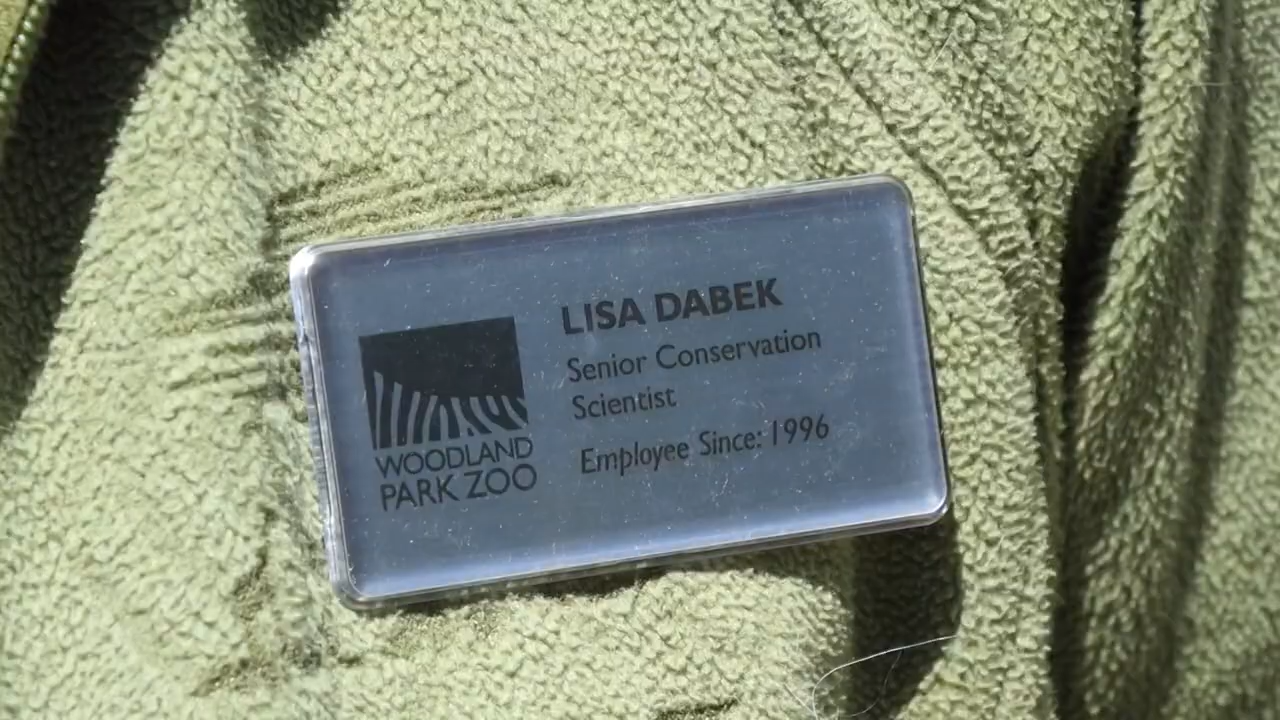 LISA DABEK
Senior Conservation
Scientist
Employee Since: 1996
WOODLAND
PARK ZOO